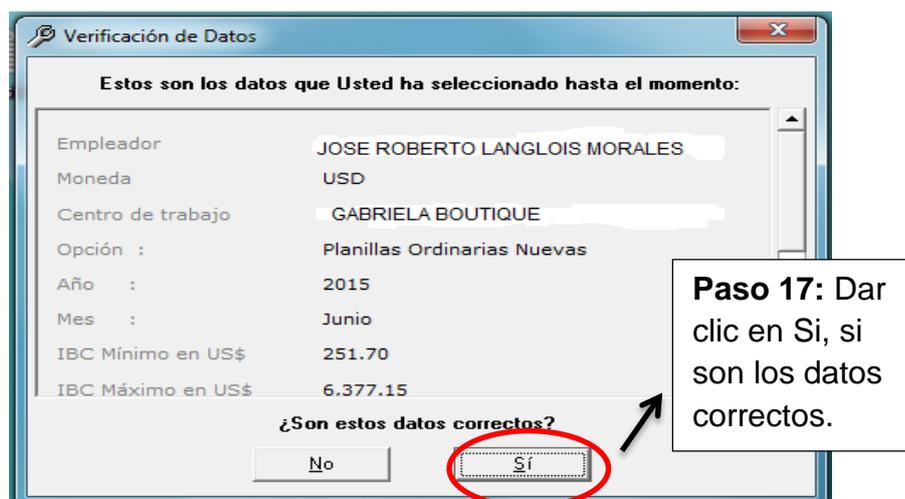 Verificación de Datos
Estos son los datos que Usted ha seleccionado hasta el momento:
Empleador JOSE ROBERTO LANGLOIS MORALES
Moneda USD
Centro de trabajo GABRIELA BOUTIQUE
Opción : Planillas Ordinarias Nuevas
Año : 2015
Mes : Junio
IBC Mínimo en US$ 251.70
IBC Máximo en US$ 6,377.15
¿Son estos datos correctos?
No Sí
Paso 17: Dar
clic en Si, si
son los datos
correctos.